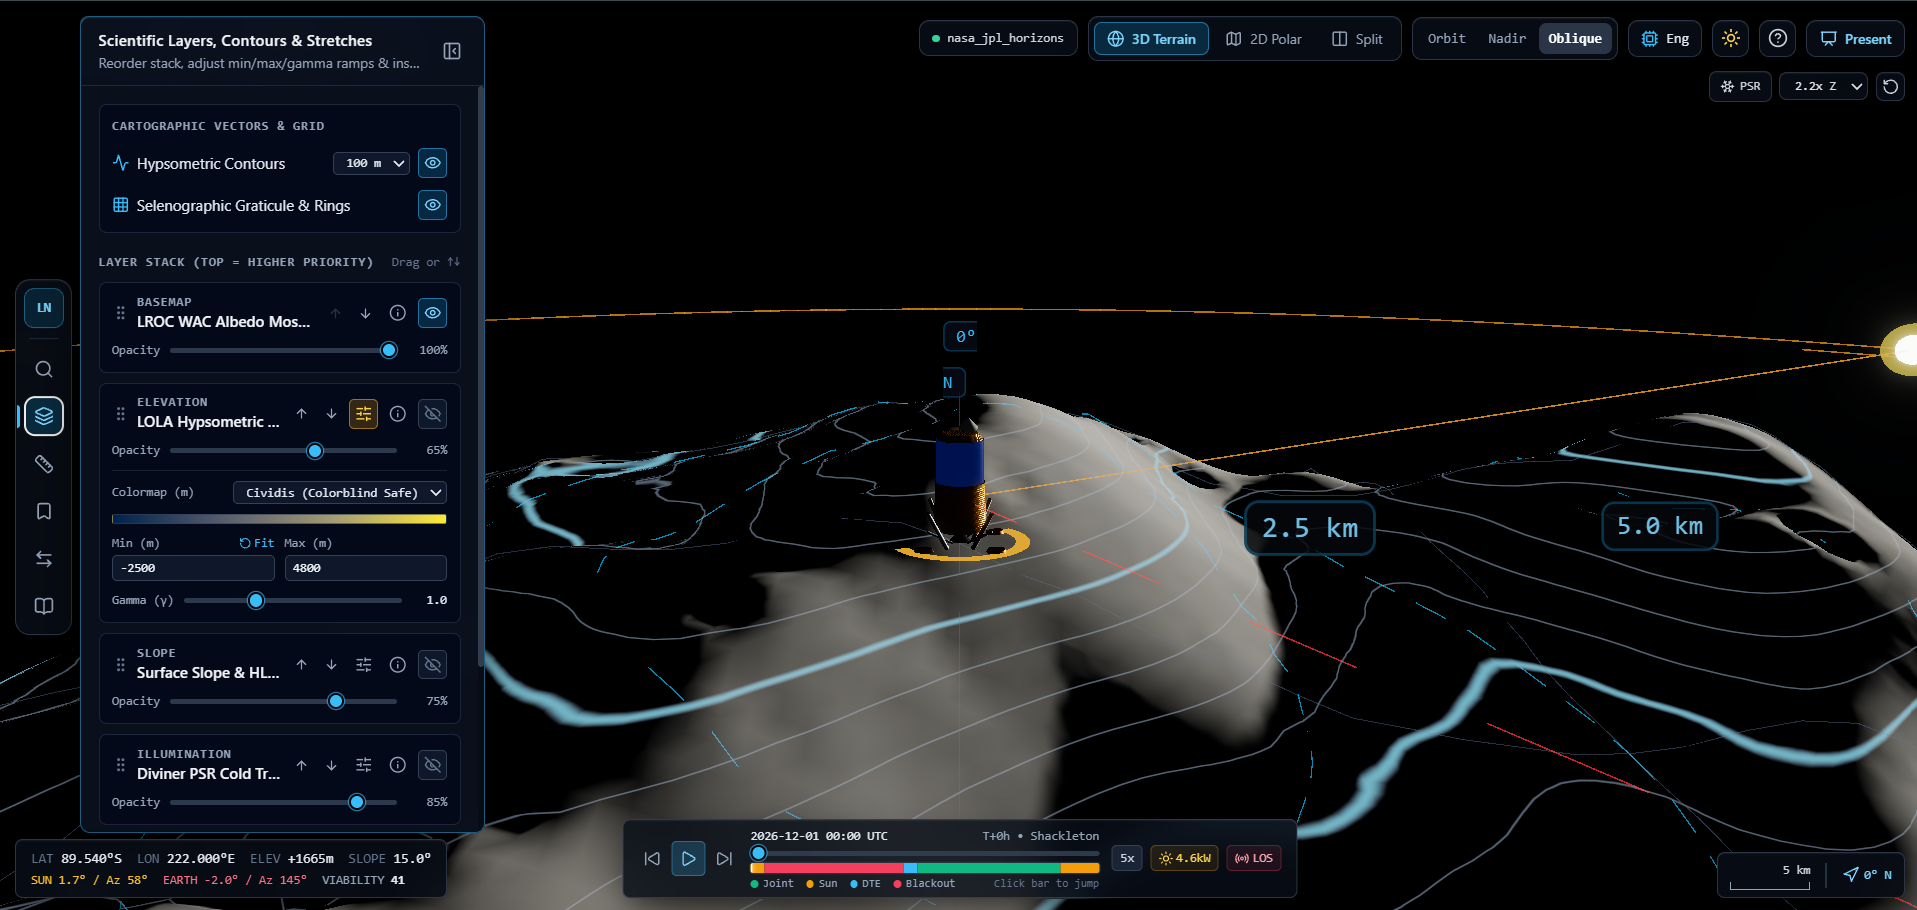 Scientific Layers, Contours & Stretches
Reorder stack, adjust min/max/gamma ramps & ins...
nasa_jpl_horizons
3D Terrain
2D Polar
Split
Orbit
Nadir
Oblique
Eng
Present
PSR
2.2x Z
CARTOGRAPHIC VECTORS & GRID
Hypsometric Contours
100 m
Selenographic Graticule & Rings
LAYER STACK (TOP = HIGHER PRIORITY)
Drag or ↑↓
LN
BASEMAP
LROC WAC Albedo Mos...
Opacity
100%
ELEVATION
LOLA Hypsometric ...
Opacity
65%
Colormap (m)
Cividis (Colorblind Safe)
Min (m)
Fit
Max (m)
-2500
4800
Gamma (γ)
1.0
SLOPE
Surface Slope & HL...
Opacity
75%
ILLUMINATION
Diviner PSR Cold Tr...
Opacity
85%
0°
N
2.5 km
5.0 km
LAT 89.540°S LON 222.000°E ELEV +1665m SLOPE 15.0°
SUN 1.7° / Az 58° EARTH -2.0° / Az 145° VIABILITY 41
2026-12-01 00:00 UTC
T+0h • Shackleton
5x
4.6kW
LOS
Joint
Sun
DTE
Blackout
Click bar to jump
5 km
0° N